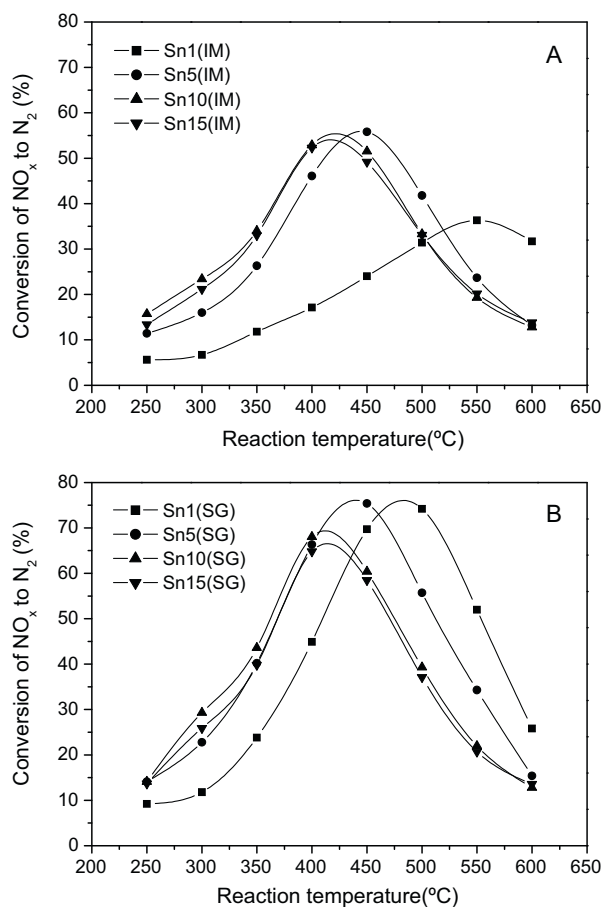 A
Sn1(IM)
Sn5(IM)
Sn10(IM)
Sn15(IM)
Conversion of NOx to N2 (%)
80
70
60
50
40
30
20
10
0
200 250 300 350 400 450 500 550 600 650
Reaction temperature(ºC)
B
Sn1(SG)
Sn5(SG)
Sn10(SG)
Sn15(SG)
Conversion of NOx to N2 (%)
80
70
60
50
40
30
20
10
0
200 250 300 350 400 450 500 550 600 650
Reaction temperature(ºC)